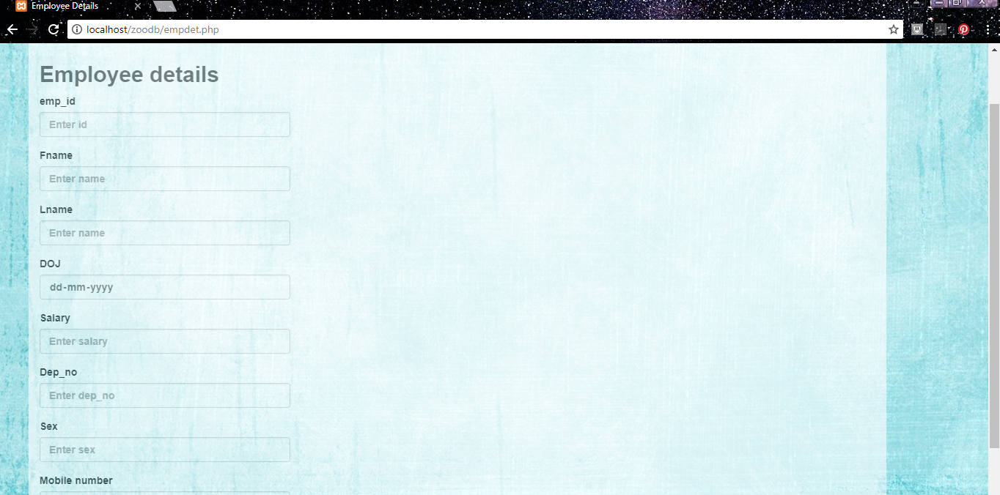 Employee Details
localhost/zoodb/empdet.php
Employee details
emp_id
Enter id
Fname
Enter name
Lname
Enter name
DOJ
dd-mm-yyyy
Salary
Enter salary
Dep_no
Enter dep_no
Sex
Enter sex
Mobile number